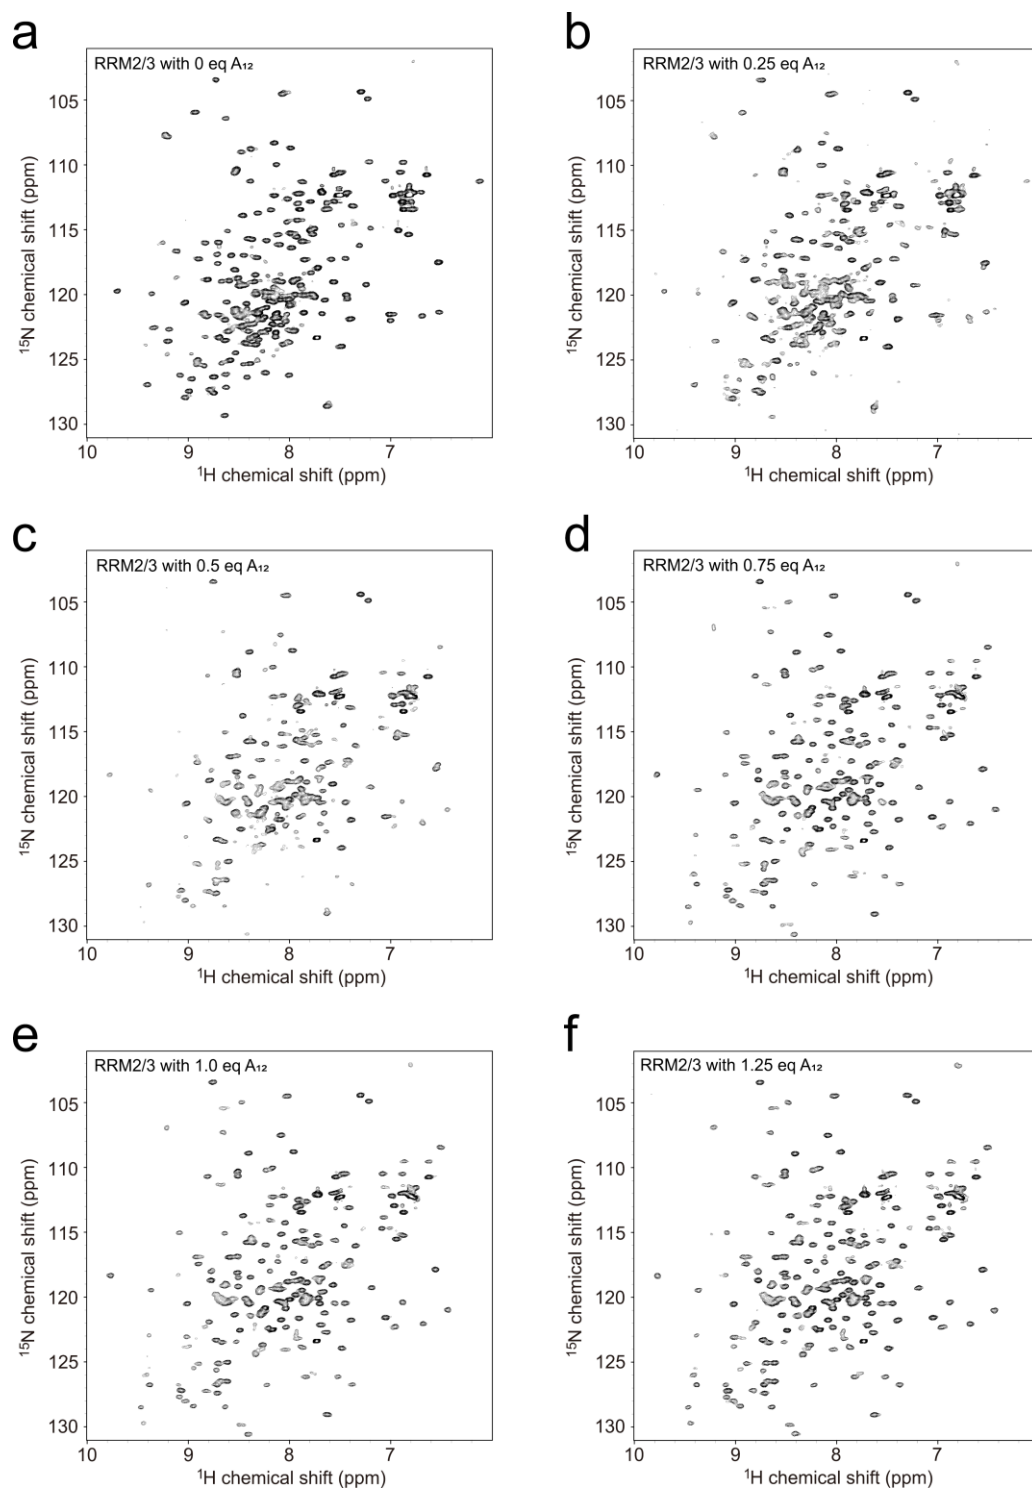 a
RRM2/3 with 0 eq A₁₂
105
110
115
120
125
130
¹⁵N chemical shift (ppm)
10 9 8 7
¹H chemical shift (ppm)
b
RRM2/3 with 0.25 eq A₁₂
105
110
115
120
125
130
¹⁵N chemical shift (ppm)
10 9 8 7
¹H chemical shift (ppm)
c
RRM2/3 with 0.5 eq A₁₂
105
110
115
120
125
130
¹⁵N chemical shift (ppm)
10 9 8 7
¹H chemical shift (ppm)
d
RRM2/3 with 0.75 eq A₁₂
105
110
115
120
125
130
¹⁵N chemical shift (ppm)
10 9 8 7
¹H chemical shift (ppm)
e
RRM2/3 with 1.0 eq A₁₂
105
110
115
120
125
130
¹⁵N chemical shift (ppm)
10 9 8 7
¹H chemical shift (ppm)
f
RRM2/3 with 1.25 eq A₁₂
105
110
115
120
125
130
¹⁵N chemical shift (ppm)
10 9 8 7
¹H chemical shift (ppm)